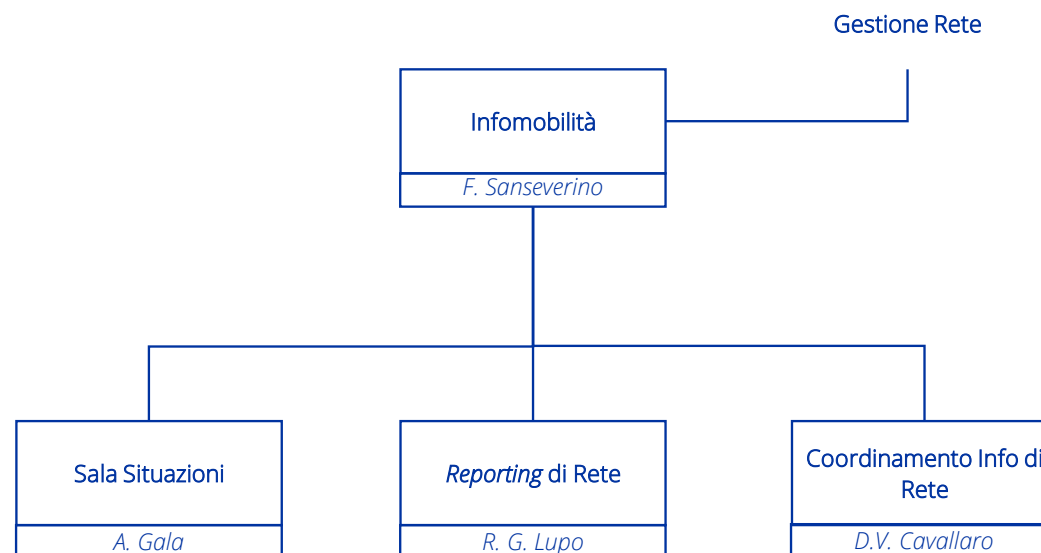 Gestione Rete
Infomobilità
F. Sanseverino
Sala Situazioni
A. Gala
Reporting di Rete
R. G. Lupo
Coordinamento Info di
Rete
D.V. Cavallaro